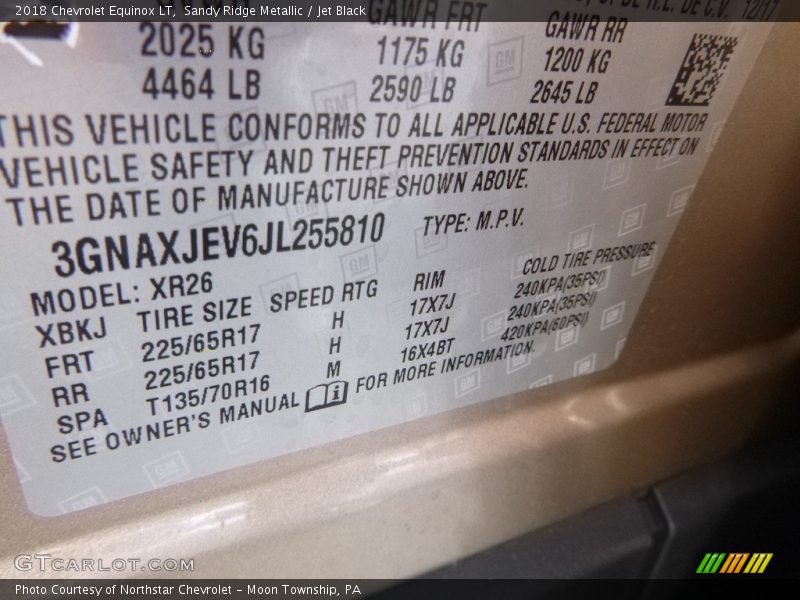 2018 Chevrolet Equinox LT, Sandy Ridge Metallic / Jet Black
DE C.V. 12/17
GAWR FRT GAWR RR
2025 KG 1175 KG 1200 KG
4464 LB 2590 LB 2645 LB
THIS VEHICLE CONFORMS TO ALL APPLICABLE U.S. FEDERAL MOTOR
VEHICLE SAFETY AND THEFT PREVENTION STANDARDS IN EFFECT ON
THE DATE OF MANUFACTURE SHOWN ABOVE.
3GNAXJEV6JL255810 TYPE: M.P.V.
MODEL: XR26
XBKJ TIRE SIZE SPEED RTG RIM COLD TIRE PRESSURE
FRT 225/65R17 H 17X7J 240KPA(35PSI)
RR 225/65R17 H 17X7J 240KPA(35PSI)
SPA T135/70R16 M 16X4BT 420KPA(60PSI)
SEE OWNER'S MANUAL FOR MORE INFORMATION.
GTCARLOT.COM
Photo Courtesy of Northstar Chevrolet - Moon Township, PA